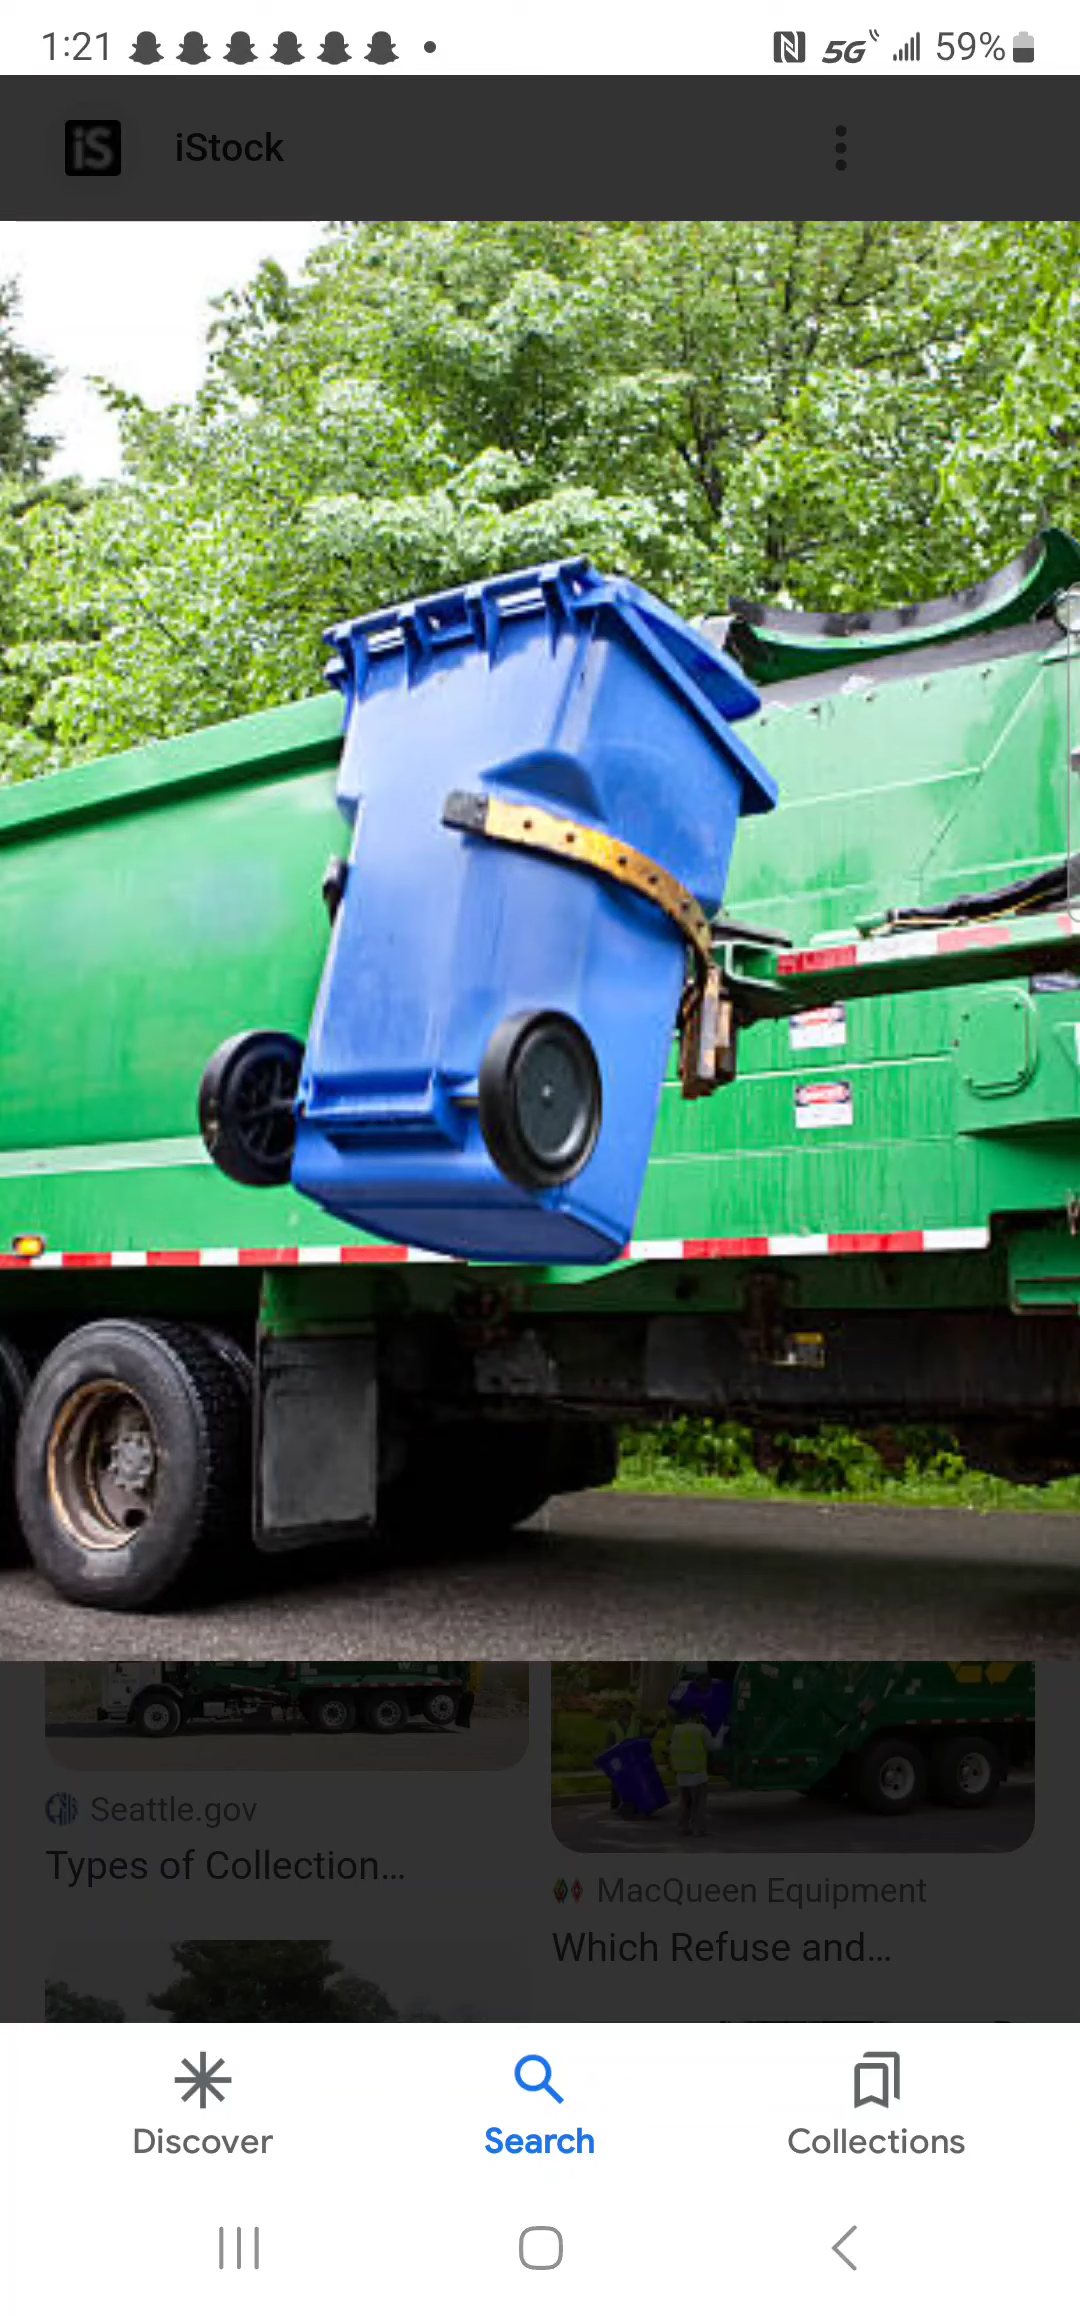 1:21
5G
59%
iS
iStock
Seattle.gov
Types of Collection...
MacQueen Equipment
Which Refuse and...
Discover
Search
Collections